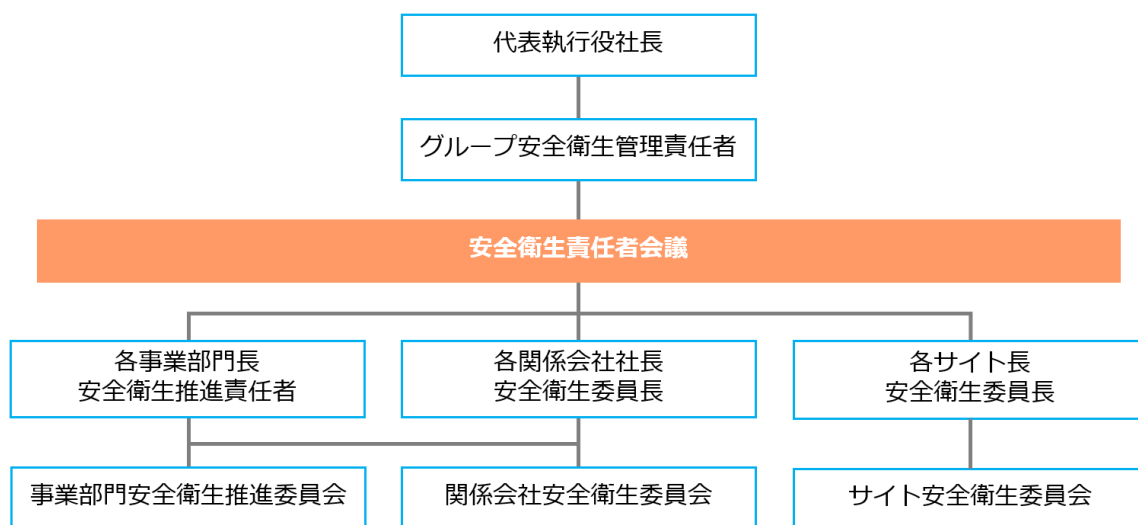 代表執行役社長
グループ安全衛生管理責任者
安全衛生責任者会議
各事業部門長
安全衛生推進責任者
各関係会社社長
安全衛生委員長
各サイト長
安全衛生委員長
事業部門安全衛生推進委員会
関係会社安全衛生委員会
サイト安全衛生委員会